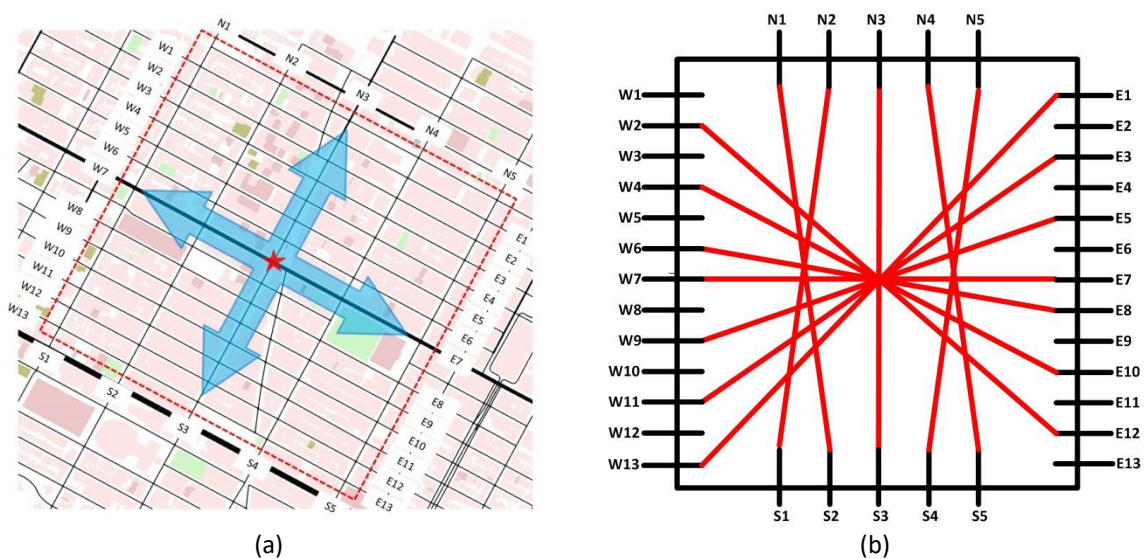 N1
N2
N3
N4
N5
W1
W2
W3
W4
W5
W6
W7
W8
W9
W10
W11
W12
W13
E1
E2
E3
E4
E5
E6
E7
E8
E9
E10
E11
E12
E13
S1
S2
S3
S4
S5
(a)
N1 N2 N3 N4 N5
W1 E1
W2 E2
W3 E3
W4 E4
W5 E5
W6 E6
W7 E7
W8 E8
W9 E9
W10 E10
W11 E11
W12 E12
W13 E13
S1 S2 S3 S4 S5
(b)